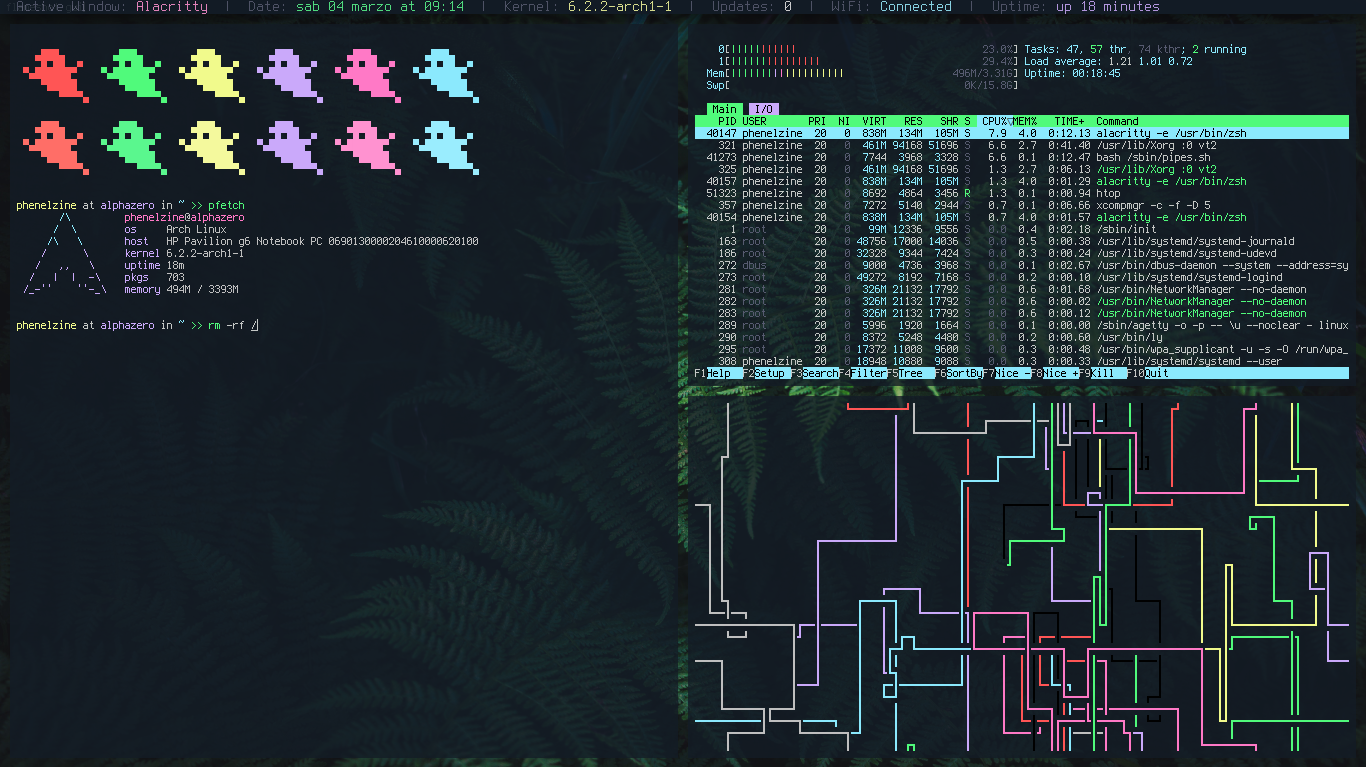 Active Window: Alacritty | Date: sab 04 marzo at 09:14 | Kernel: 6.2.2-arch1-1 | Updates: 0 | WiFi: Connected | Uptime: up 18 minutes
phenelzine at alphazero in ~ >> pfetch
phenelzine@alphazero
os Arch Linux
host HP Pavilion g6 Notebook PC 0690130000204610000620100
kernel 6.2.2-arch1-1
uptime 18m
pkgs 703
memory 494M / 3393M
phenelzine at alphazero in ~ >> rm -rf /
0[|||||||||||| 23.0%] Tasks: 47, 57 thr, 74 kthr; 2 running
1[|||||||||||||||| 29.4%] Load average: 1.21 1.01 0.72
Mem[||||||||||||||||||| 496M/3.31G] Uptime: 00:18:45
Swp[ 0K/15.8G]
Main I/O
PID USER PRI NI VIRT RES SHR S CPU%▽MEM% TIME+ Command
40147 phenelzine 20 0 838M 134M 105M S 7.9 4.0 0:12.13 alacritty -e /usr/bin/zsh
321 phenelzine 20 0 461M 94168 51696 S 6.6 2.7 0:41.40 /usr/lib/Xorg :0 vt2
41273 phenelzine 20 0 7744 3968 3328 S 6.6 0.1 0:12.47 bash /sbin/pipes.sh
325 phenelzine 20 0 461M 94168 51696 S 1.3 2.7 0:06.13 /usr/lib/Xorg :0 vt2
40157 phenelzine 20 0 838M 134M 105M S 1.3 4.0 0:01.29 alacritty -e /usr/bin/zsh
51323 phenelzine 20 0 8692 4864 3456 R 1.3 0.1 0:00.94 htop
357 phenelzine 20 0 7272 5140 2944 S 0.7 0.1 0:06.66 xcompmgr -c -f -D 5
40154 phenelzine 20 0 838M 134M 105M S 0.7 4.0 0:01.57 alacritty -e /usr/bin/zsh
1 root 20 0 99M 12336 9556 S 0.0 0.4 0:02.18 /sbin/init
163 root 20 0 48756 17000 14036 S 0.0 0.5 0:00.38 /usr/lib/systemd/systemd-journald
186 root 20 0 32328 9344 7424 S 0.0 0.3 0:00.24 /usr/lib/systemd/systemd-udevd
272 dbus 20 0 9000 4736 3968 S 0.0 0.1 0:02.67 /usr/bin/dbus-daemon --system --address=sy
273 root 20 0 49272 8192 7168 S 0.0 0.2 0:00.10 /usr/lib/systemd/systemd-logind
281 root 20 0 326M 21132 17792 S 0.0 0.6 0:01.68 /usr/bin/NetworkManager --no-daemon
282 root 20 0 326M 21132 17792 S 0.0 0.6 0:00.02 /usr/bin/NetworkManager --no-daemon
283 root 20 0 326M 21132 17792 S 0.0 0.6 0:00.12 /usr/bin/NetworkManager --no-daemon
289 root 20 0 5996 1920 1664 S 0.0 0.1 0:00.00 /sbin/agetty -o -p -- \u --noclear - linux
290 root 20 0 8372 5248 4480 S 0.0 0.2 0:00.60 /usr/bin/ly
295 root 20 0 17372 11008 9600 S 0.0 0.3 0:00.48 /usr/bin/wpa_supplicant -u -s -O /run/wpa_
308 phenelzine 20 0 18948 10880 9088 S 0.0 0.3 0:00.33 /usr/lib/systemd/systemd --user
F1Help F2Setup F3SearchF4FilterF5Tree F6SortByF7Nice -F8Nice +F9Kill F10Quit